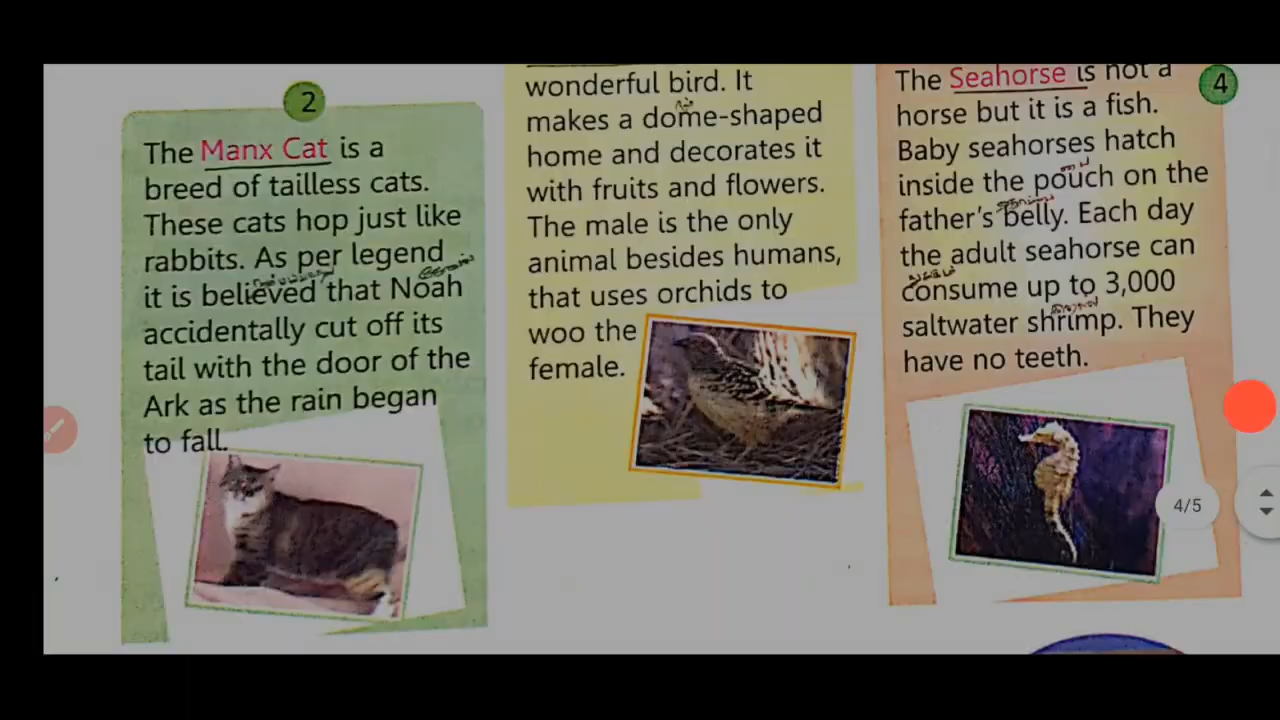 2
The Manx Cat is a
breed of tailless cats.
These cats hop just like
rabbits. As per legend
it is believed that Noah
accidentally cut off its
tail with the door of the
Ark as the rain began
to fall.
wonderful bird. It
makes a dome-shaped
home and decorates it
with fruits and flowers.
The male is the only
animal besides humans,
that uses orchids to
woo the
female.
4
The Seahorse is not a
horse but it is a fish.
Baby seahorses hatch
inside the pouch on the
father's belly. Each day
the adult seahorse can
consume up to 3,000
saltwater shrimp. They
have no teeth.
4/5